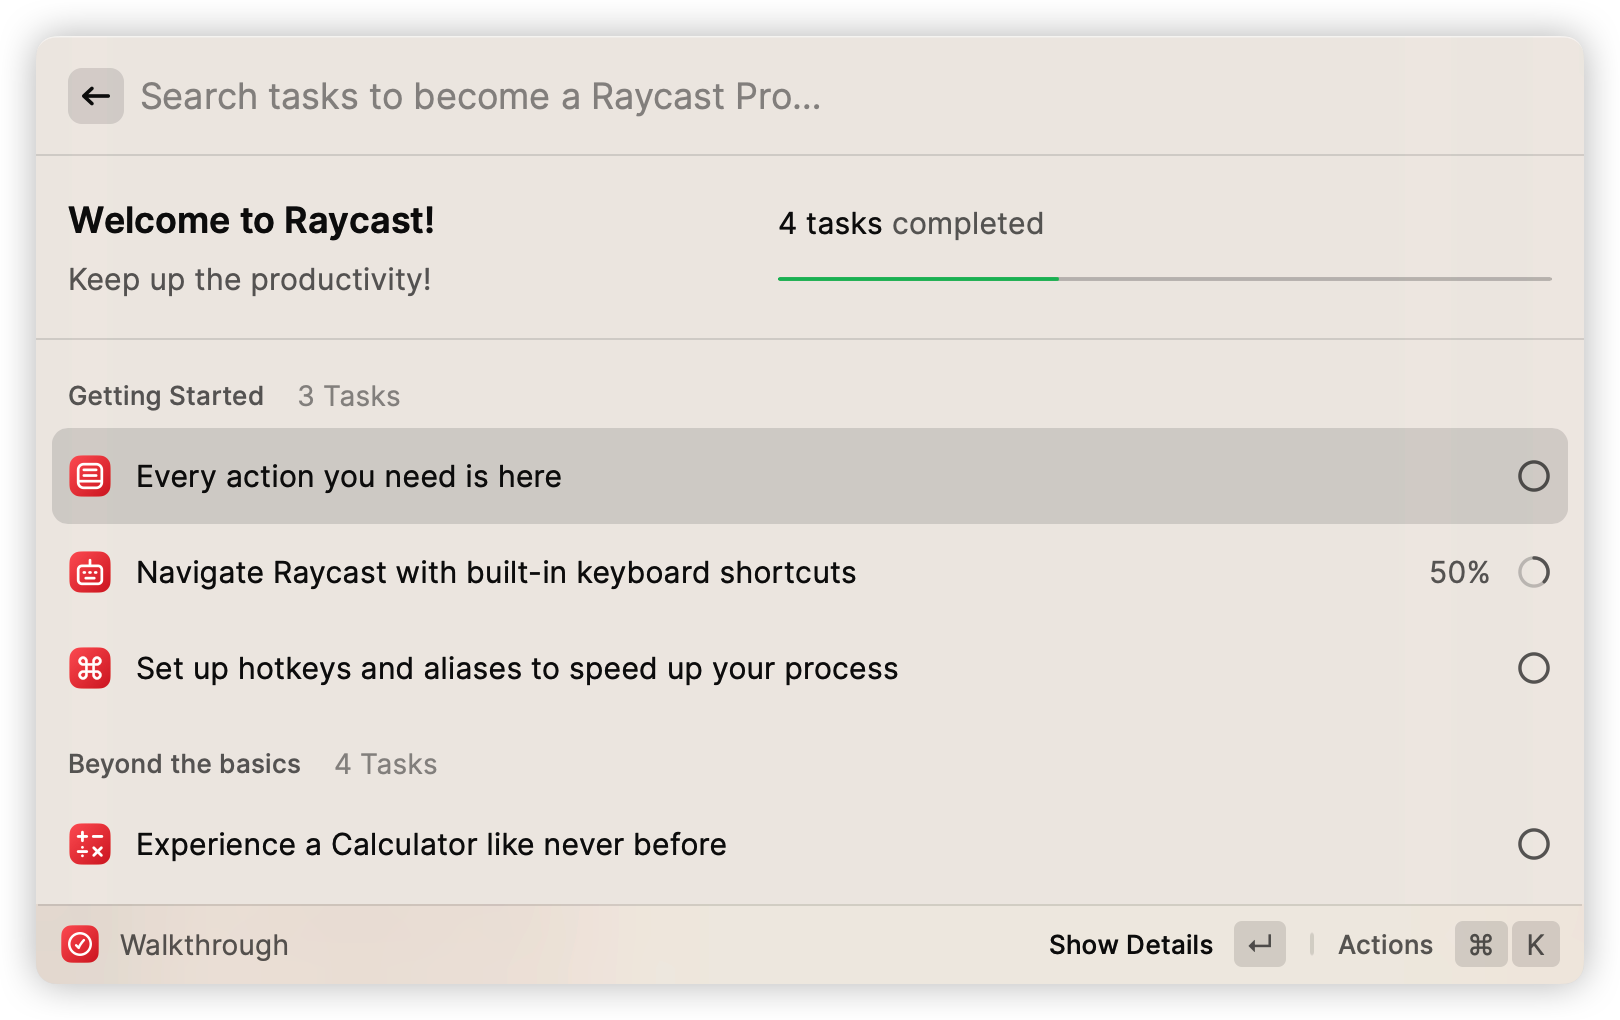 Search tasks to become a Raycast Pro...
Welcome to Raycast!
4 tasks completed
Keep up the productivity!
Getting Started 3 Tasks
Every action you need is here
Navigate Raycast with built-in keyboard shortcuts 50%
Set up hotkeys and aliases to speed up your process
Beyond the basics 4 Tasks
Experience a Calculator like never before
Walkthrough Show Details ↵ | Actions ⌘ K